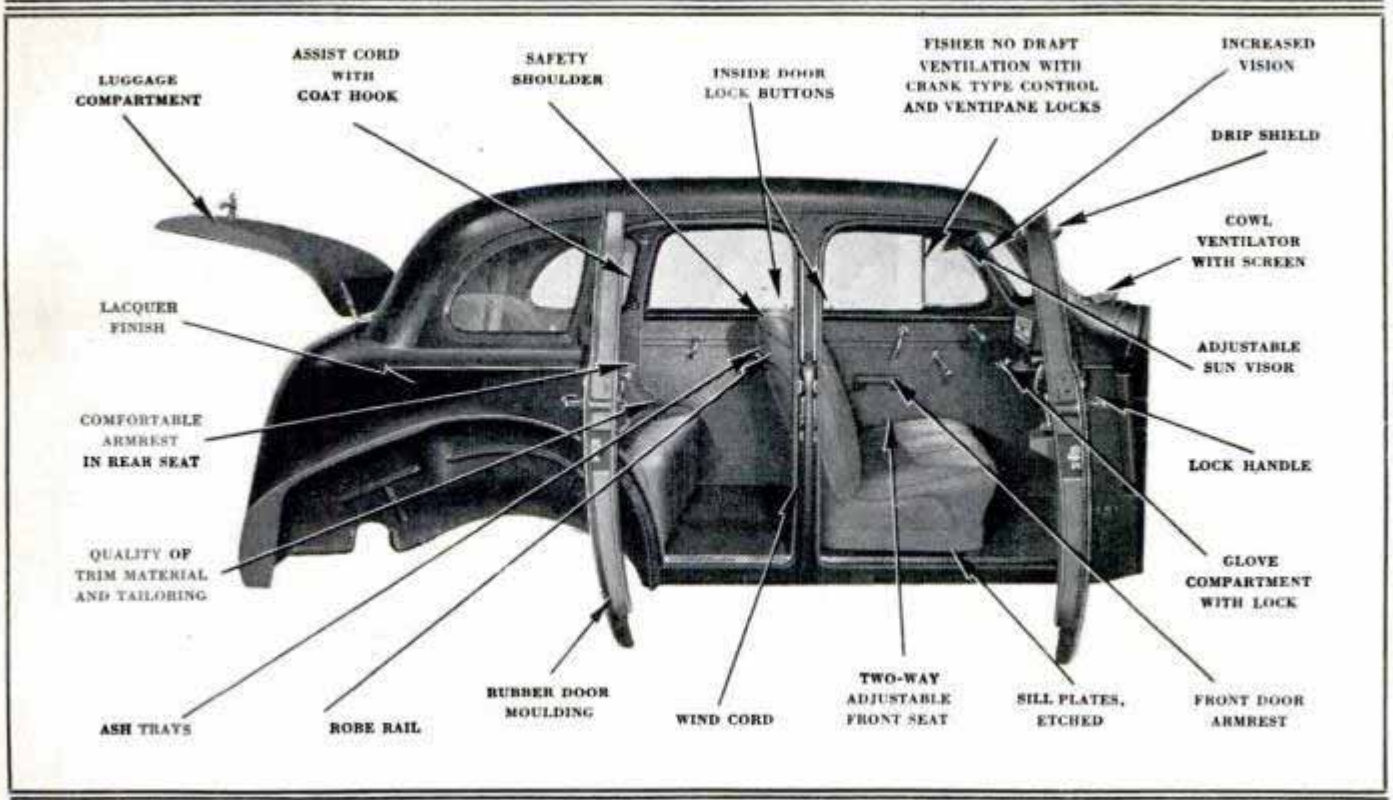 LUGGAGE
COMPARTMENT
ASSIST CORD
WITH
COAT HOOK
SAFETY
SHOULDER
INSIDE DOOR
LOCK BUTTONS
FISHER NO DRAFT
VENTILATION WITH
CRANK TYPE CONTROL
AND VENTIPANE LOCKS
INCREASED
VISION
DRIP SHIELD
COWL
VENTILATOR
WITH SCREEN
LACQUER
FINISH
ADJUSTABLE
SUN VISOR
COMFORTABLE
ARMREST
IN REAR SEAT
LOCK HANDLE
QUALITY OF
TRIM MATERIAL
AND TAILORING
GLOVE
COMPARTMENT
WITH LOCK
ASH TRAYS
ROBE RAIL
RUBBER DOOR
MOULDING
WIND CORD
TWO-WAY
ADJUSTABLE
FRONT SEAT
SILL PLATES,
ETCHED
FRONT DOOR
ARMREST